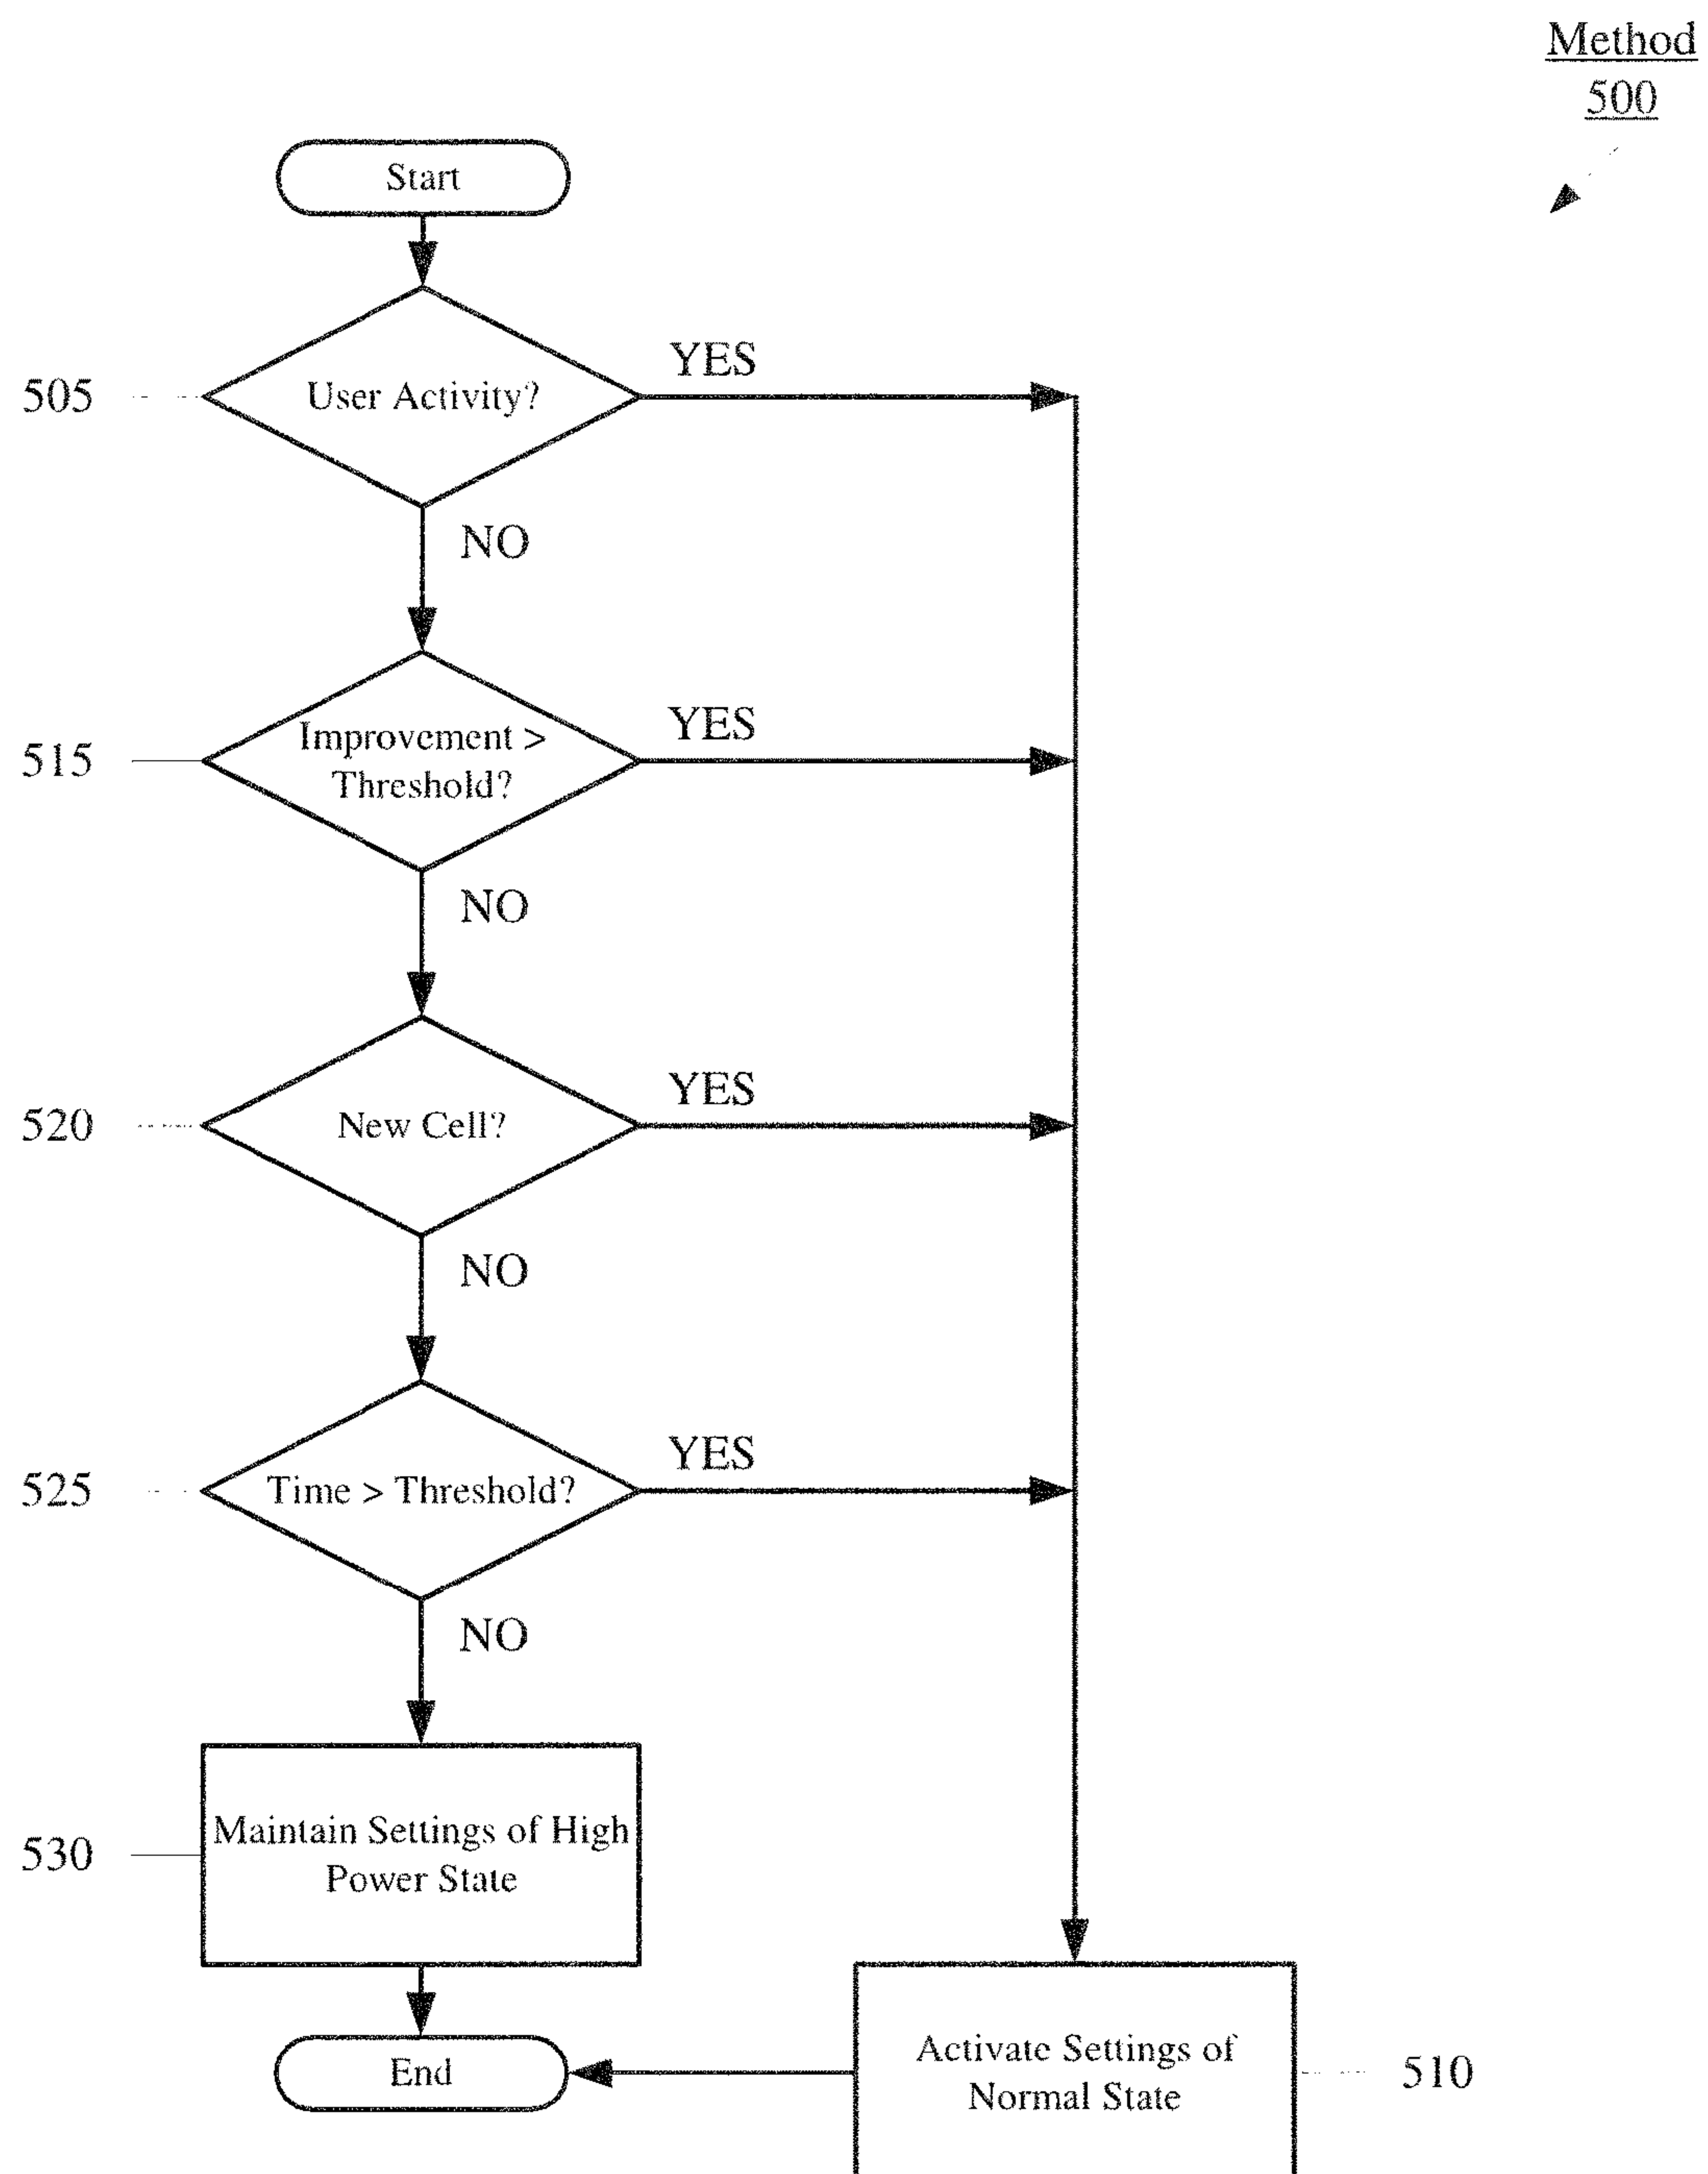 Method
500
Start
505
User Activity?
YES
NO
515
Improvement >
Threshold?
YES
NO
520
New Cell?
YES
NO
525
Time > Threshold?
YES
NO
530
Maintain Settings of High
Power State
End
Activate Settings of
Normal State
510